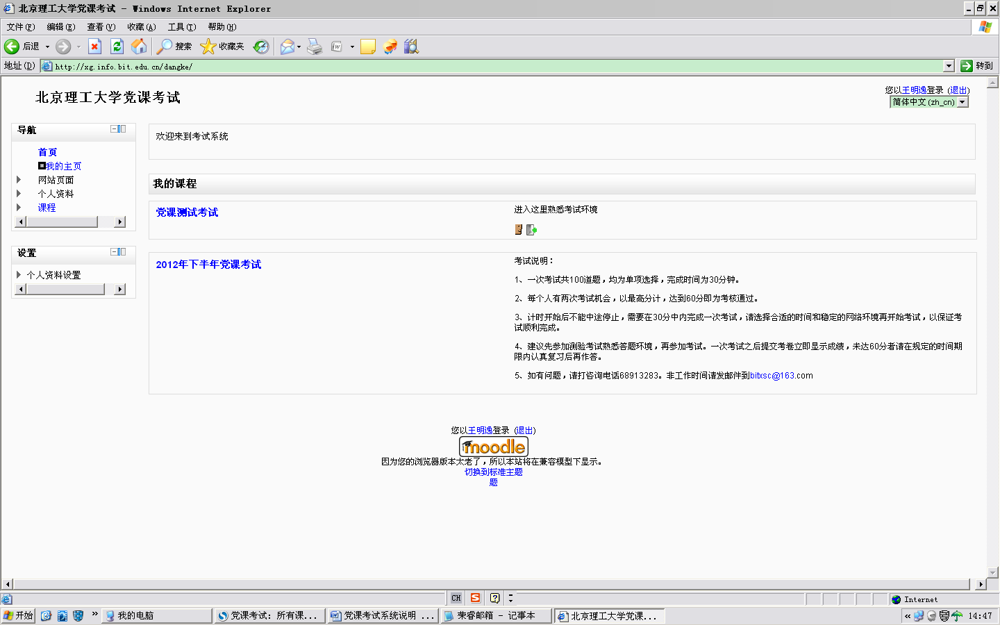 北京理工大学党课考试 - Windows Internet Explorer
文件(F) 编辑(E) 查看(V) 收藏(A) 工具(T) 帮助(H)
后退 搜索 收藏夹
地址(D) http://xg.info.bit.edu.cn/dangke/ 转到
北京理工大学党课考试
您以王明逸登录 (退出)
简体中文 (zh_cn)
导航
首页
我的主页
网站页面
个人资料
课程
设置
个人资料设置
欢迎来到考试系统
我的课程
党课测试考试
进入这里熟悉考试环境
2012年下半年党课考试
考试说明：
1、一次考试共100道题，均为单项选择，完成时间为30分钟。
2、每个人有两次考试机会，以最高分计，达到60分即为考核通过。
3、计时开始后不能中途停止，需要在30分中内完成一次考试，请选择合适的时间和稳定的网络环境再开始考试，以保证考
试顺利完成。
4、建议先参加测验考试熟悉答题环境，再参加考试。一次考试之后提交考卷立即显示成绩，未达60分者请在规定的时间期
限内认真复习后再作答。
5、如有问题，请打咨询电话68913283。非工作时间请发邮件到bitxsc@163.com
您以王明逸登录 (退出)
moodle
因为您的浏览器版本太老了，所以本站将在兼容模型下显示。
切换到标准主题
题
CH
Internet
开始 我的电脑 党课考试：所有课... 党课考试系统说明 ... 荣睿邮箱 - 记事本 北京理工大学党课... 14:47